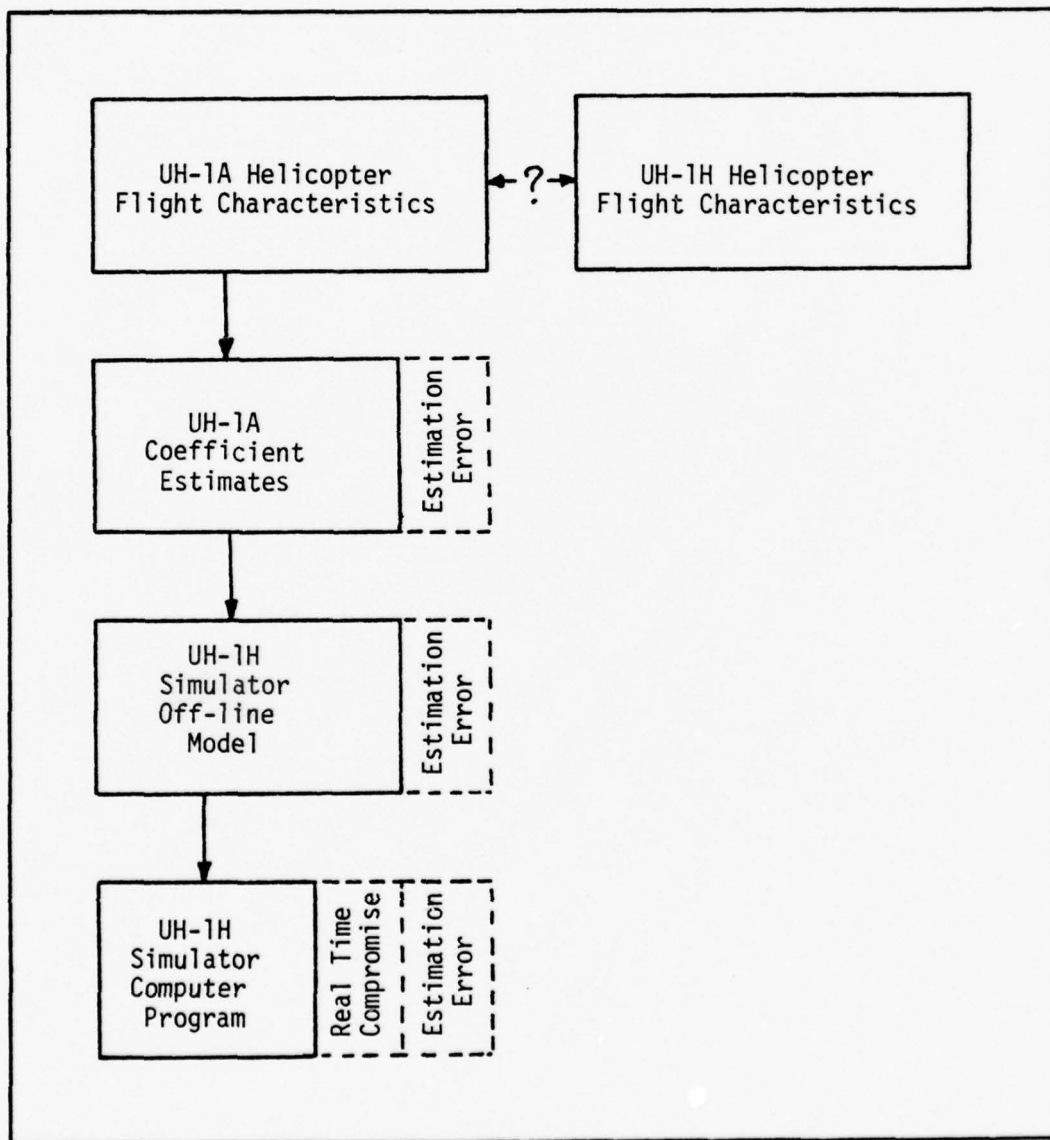 UH-1A Helicopter
Flight Characteristics
?
UH-1H Helicopter
Flight Characteristics
UH-1A
Coefficient
Estimates
Estimation
Error
UH-1H
Simulator
Off-line
Model
Estimation
Error
UH-1H
Simulator
Computer
Program
Real Time
Compromise
Estimation
Error